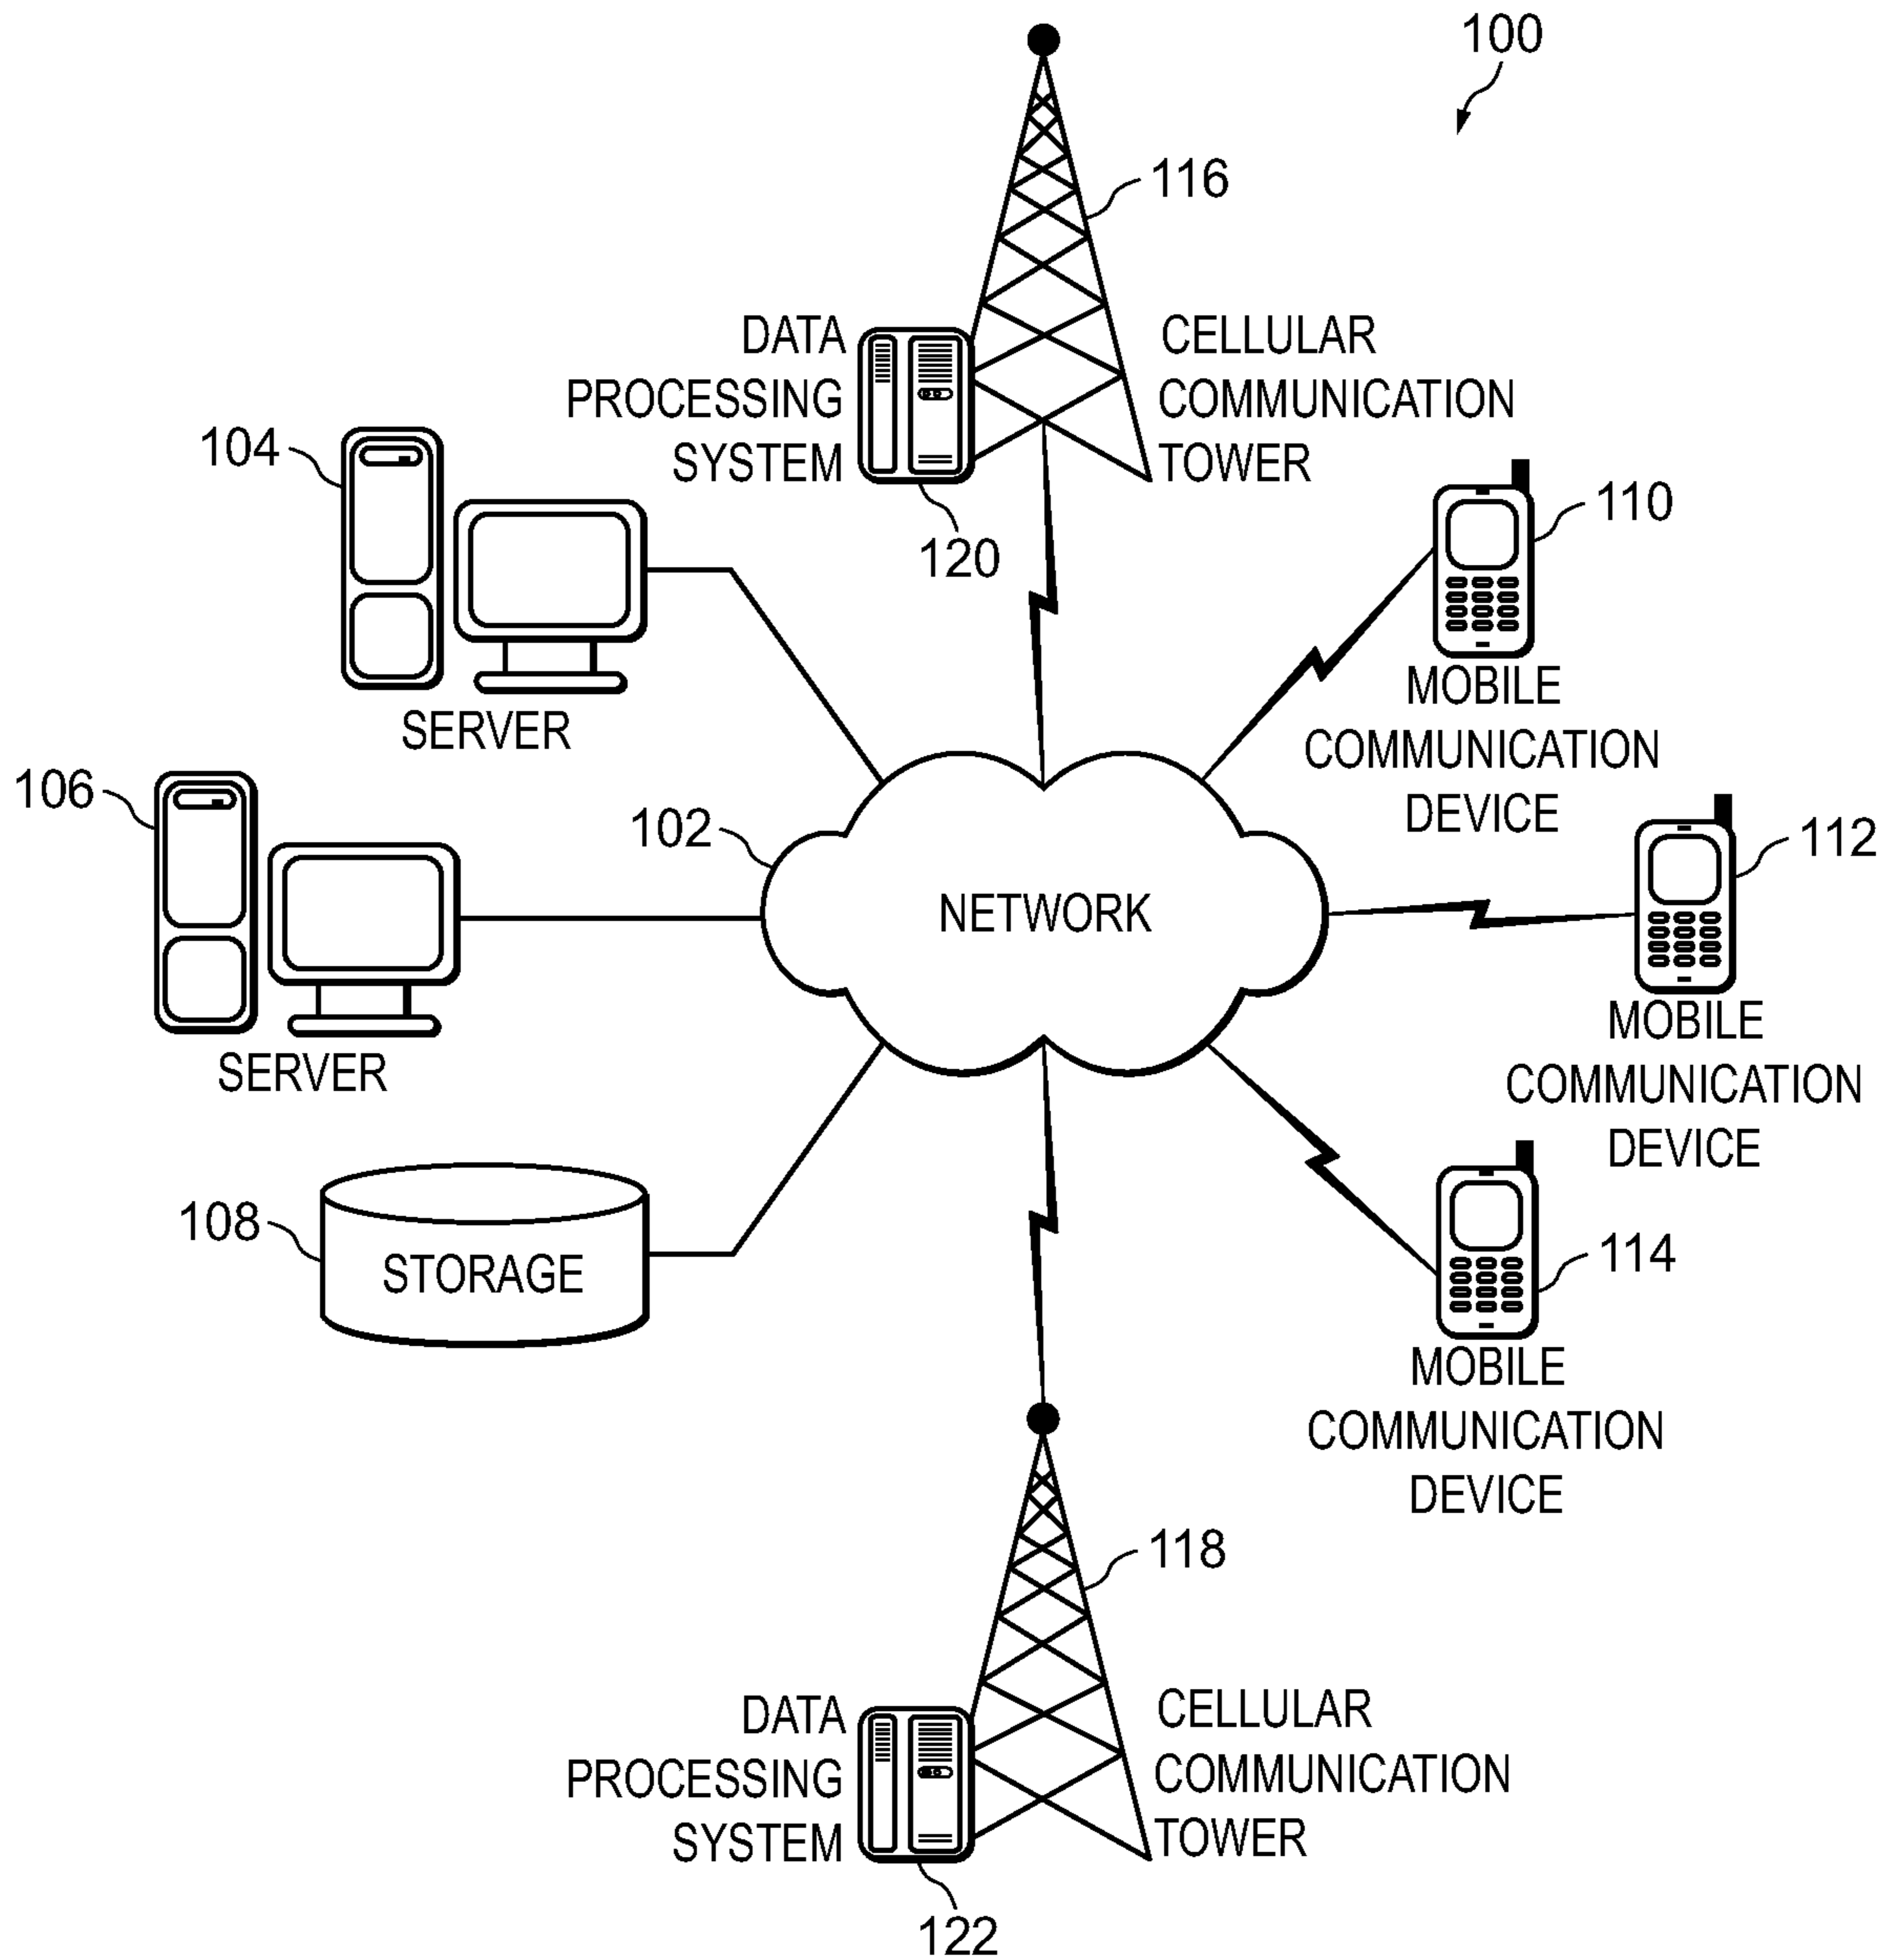 100
116
DATA
PROCESSING
SYSTEM
CELLULAR
COMMUNICATION
TOWER
120
104
SERVER
110
MOBILE
COMMUNICATION
DEVICE
106
SERVER
102
NETWORK
112
MOBILE
COMMUNICATION
DEVICE
108
STORAGE
114
MOBILE
COMMUNICATION
DEVICE
118
DATA
PROCESSING
SYSTEM
CELLULAR
COMMUNICATION
TOWER
122